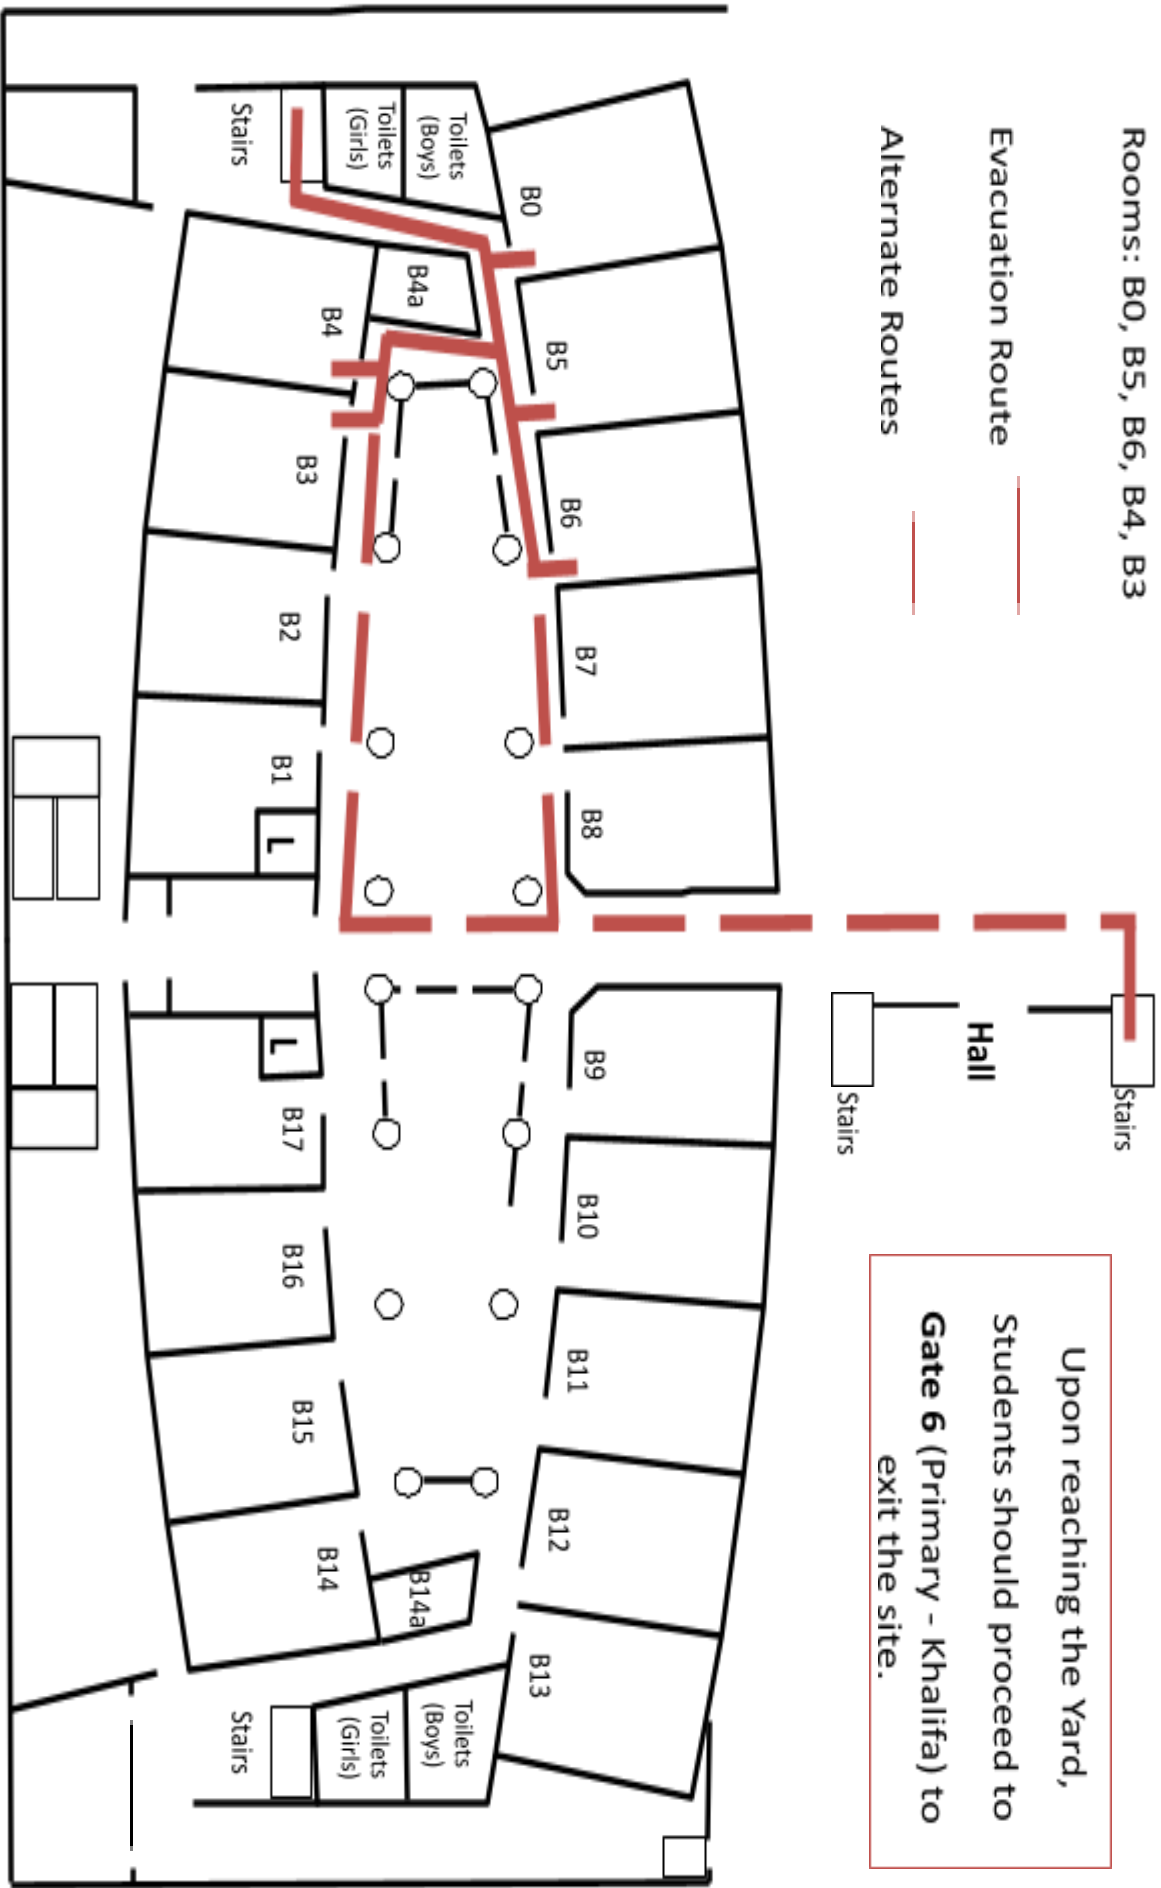 Rooms: B0, B5, B6, B4, B3
Evacuation Route
Alternate Routes
Upon reaching the Yard,
Students should proceed to
Gate 6 (Primary - Khalifa) to
exit the site.
Stairs
Hall
Stairs
B0
B5
B6
B7
B8
B9
B10
B11
B12
B13
Toilets
(Boys)
Toilets
(Girls)
Stairs
B4a
B4
B3
B2
B1
L
L
B17
B16
B15
B14
B14a
Toilets
(Boys)
Toilets
(Girls)
Stairs